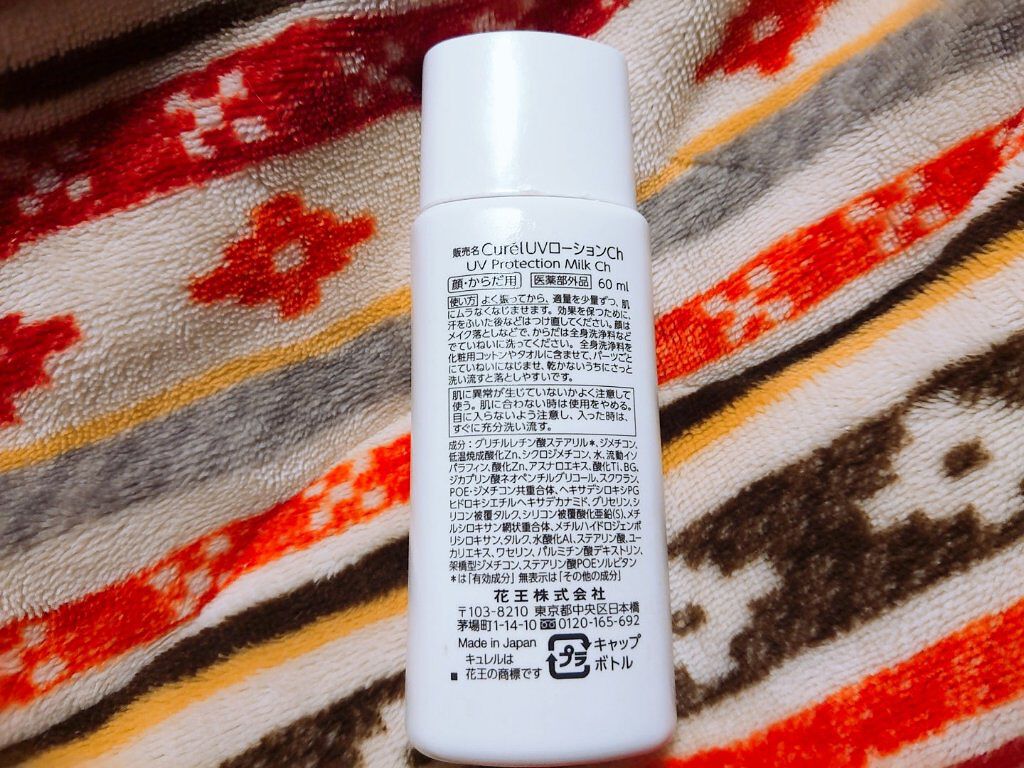 販売名 CurélUVローションCh
UV Protection Milk Ch
顔・からだ用 医薬部外品 60 ml
使い方 よく振ってから、適量を少量ずつ、肌
にムラなくなじませます。効果を保つために、
汗をふいた後などはつけ直してください。顔は
メイク落としなどで、からだは全身洗浄料など
でていねいに洗ってください。全身洗浄料を
化粧用コットンやタオルに含ませて、パーツごと
にていねいになじませ、乾かないうちにさっと
洗い流すと落としやすいです。
肌に異常が生じていないかよく注意して
使う。肌に合わない時は使用をやめる。
目に入らないよう注意し、入った時は、
すぐに充分洗い流す。
成分：グリチルレチン酸ステアリル*、ジメチコン、
低温焼成酸化Zn、シクロジメチコン、水、流動イソ
パラフィン、酸化Zn、アスナロエキス、酸化Ti、BG、
ジカプリン酸ネオペンチルグリコール、スクワラン、
POE・ジメチコン共重合体、ヘキサデシロキシPG
ヒドロキシエチルヘキサデカナミド、グリセリン、シ
リコン被覆タルク、シリコン被覆酸化亜鉛(S)、メチ
ルシロキサン網状重合体、メチルハイドロジェンポ
リシロキサン、タルク、水酸化Al、ステアリン酸、ユー
カリエキス、ワセリン、パルミチン酸デキストリン、
架橋型ジメチコン、ステアリン酸POEソルビタン
*は「有効成分」無表示は「その他の成分」
花王株式会社
〒103-8210 東京都中央区日本橋
茅場町1-14-10 0120-165-692
Made in Japan
キュレルは
花王の商標です
プラ
キャップ
ボトル